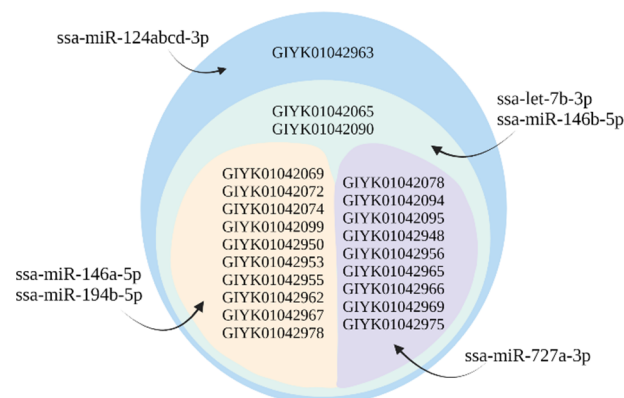 ssa-miR-124abcd-3p
GIYK01042963
ssa-let-7b-3p
ssa-miR-146b-5p
GIYK01042065
GIYK01042090
GIYK01042069
GIYK01042072
GIYK01042074
GIYK01042099
GIYK01042950
GIYK01042953
GIYK01042955
GIYK01042962
GIYK01042967
GIYK01042978
GIYK01042078
GIYK01042094
GIYK01042095
GIYK01042948
GIYK01042956
GIYK01042965
GIYK01042966
GIYK01042969
GIYK01042975
ssa-miR-146a-5p
ssa-miR-194b-5p
ssa-miR-727a-3p